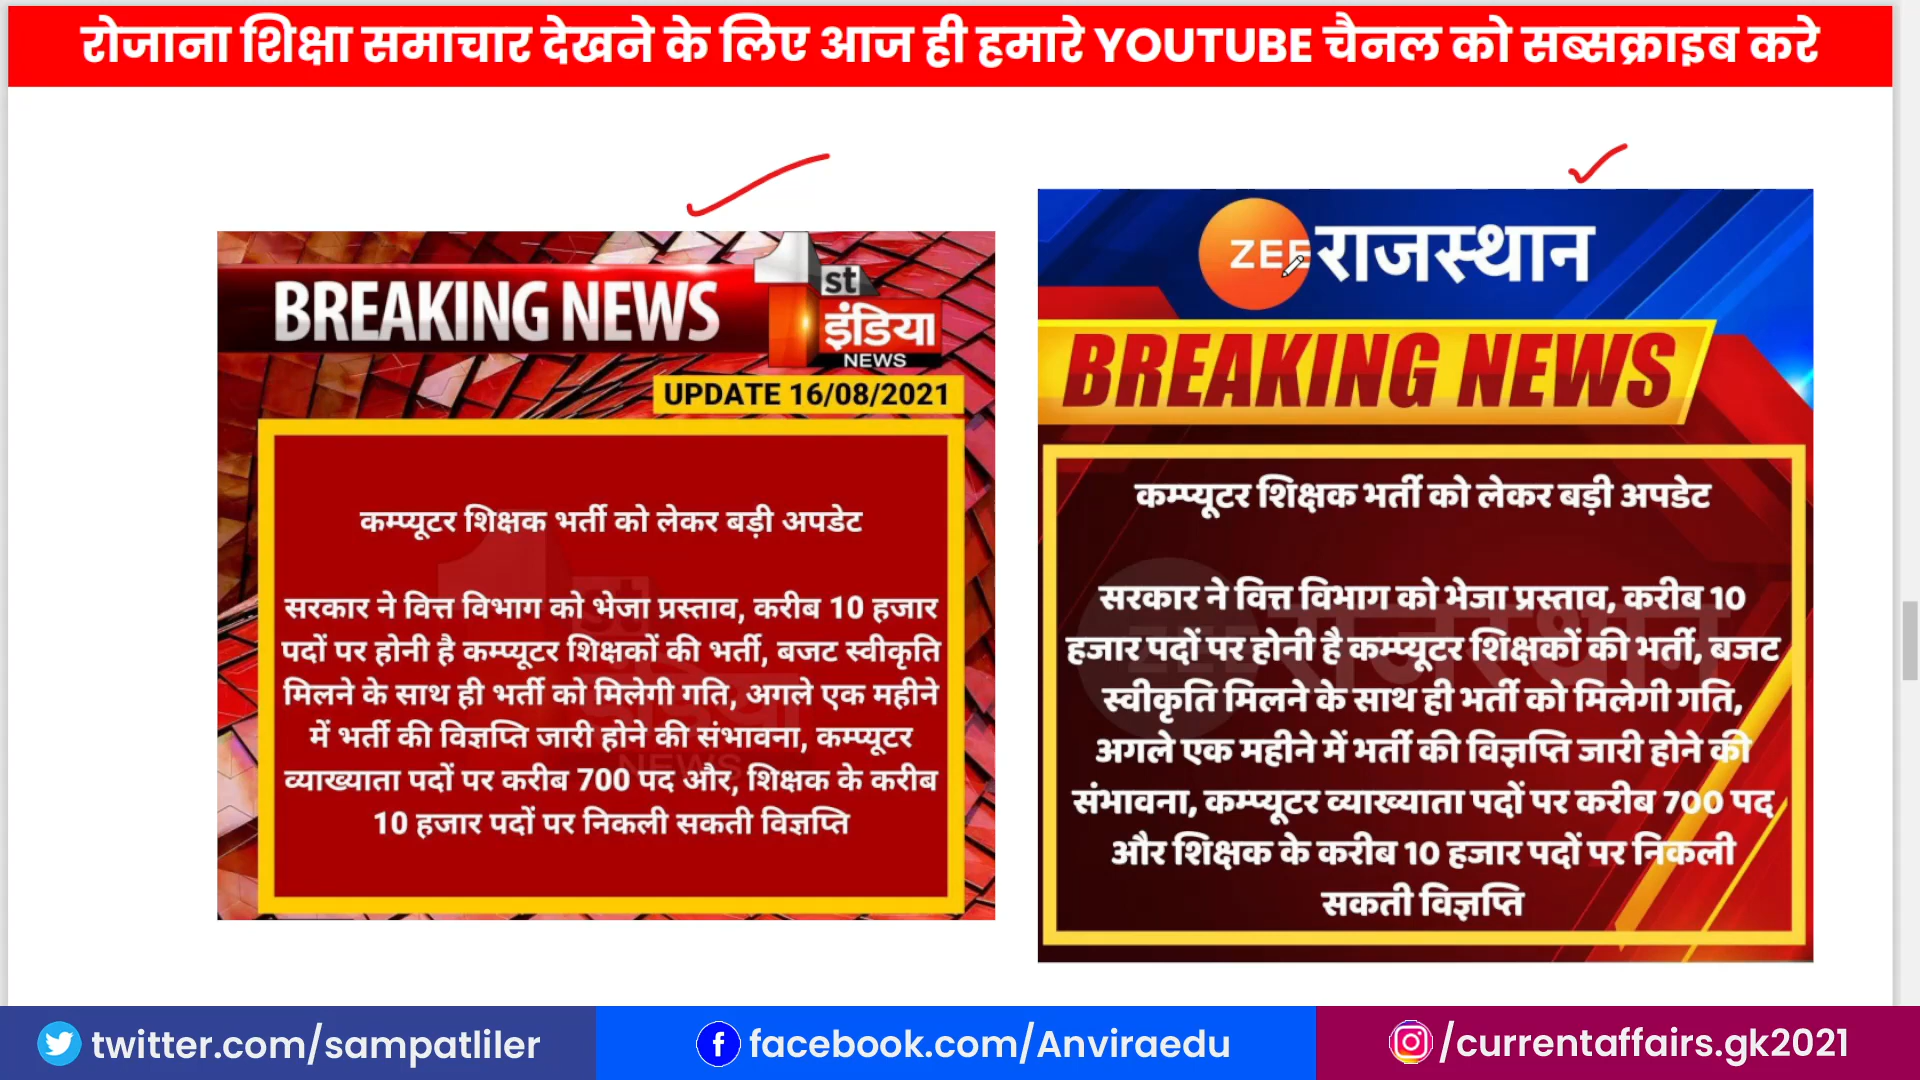 रोजाना शिक्षा समाचार देखने के लिए आज ही हमारे YOUTUBE चैनल को सब्सक्राइब करे
BREAKING NEWS
1st
इंडिया
NEWS
UPDATE 16/08/2021
कम्प्यूटर शिक्षक भर्ती को लेकर बड़ी अपडेट
सरकार ने वित्त विभाग को भेजा प्रस्ताव, करीब 10 हजार
पदों पर होनी है कम्प्यूटर शिक्षकों की भर्ती, बजट स्वीकृति
मिलने के साथ ही भर्ती को मिलेगी गति, अगले एक महीने
में भर्ती की विज्ञप्ति जारी होने की संभावना, कम्प्यूटर
व्याख्याता पदों पर करीब 700 पद और, शिक्षक के करीब
10 हजार पदों पर निकली सकती विज्ञप्ति
ZEE राजस्थान
BREAKING NEWS
कम्प्यूटर शिक्षक भर्ती को लेकर बड़ी अपडेट
सरकार ने वित्त विभाग को भेजा प्रस्ताव, करीब 10
हजार पदों पर होनी है कम्प्यूटर शिक्षकों की भर्ती, बजट
स्वीकृति मिलने के साथ ही भर्ती को मिलेगी गति,
अगले एक महीने में भर्ती की विज्ञप्ति जारी होने की
संभावना, कम्प्यूटर व्याख्याता पदों पर करीब 700 पद
और शिक्षक के करीब 10 हजार पदों पर निकली
सकती विज्ञप्ति
twitter.com/sampatliler
facebook.com/Anviraedu
/currentaffairs.gk2021